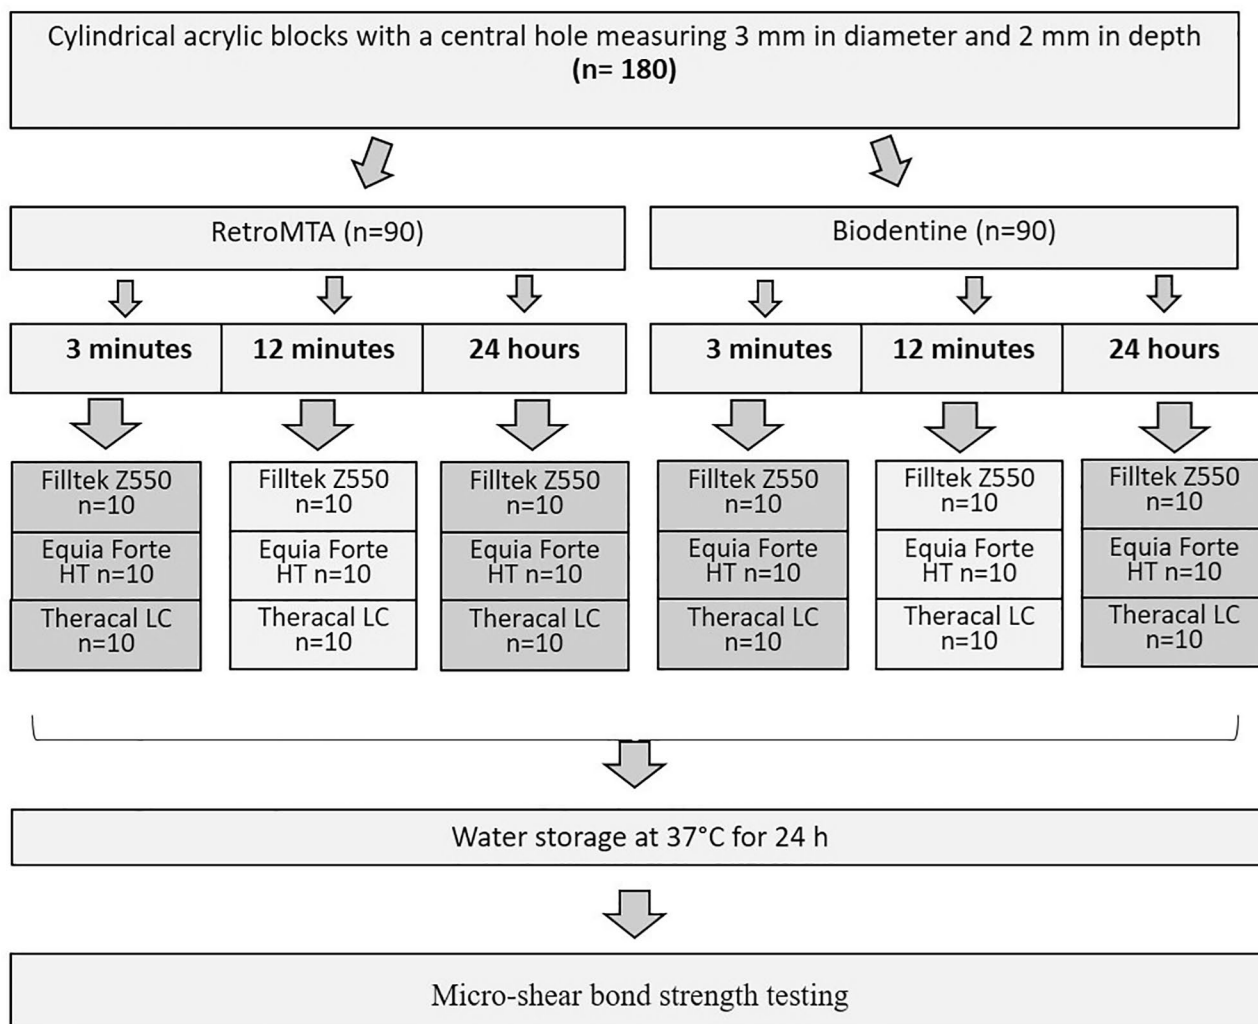 Cylindrical acrylic blocks with a central hole measuring 3 mm in diameter and 2 mm in depth
(n= 180)
RetroMTA (n=90)
Biodentine (n=90)
3 minutes
12 minutes
24 hours
3 minutes
12 minutes
24 hours
Filltek Z550
n=10
Equia Forte
HT n=10
Theracal LC
n=10
Filltek Z550
n=10
Equia Forte
HT n=10
Theracal LC
n=10
Filltek Z550
n=10
Equia Forte
HT n=10
Theracal LC
n=10
Filltek Z550
n=10
Equia Forte
HT n=10
Theracal LC
n=10
Filltek Z550
n=10
Equia Forte
HT n=10
Theracal LC
n=10
Filltek Z550
n=10
Equia Forte
HT n=10
Theracal LC
n=10
Water storage at 37°C for 24 h
Micro-shear bond strength testing